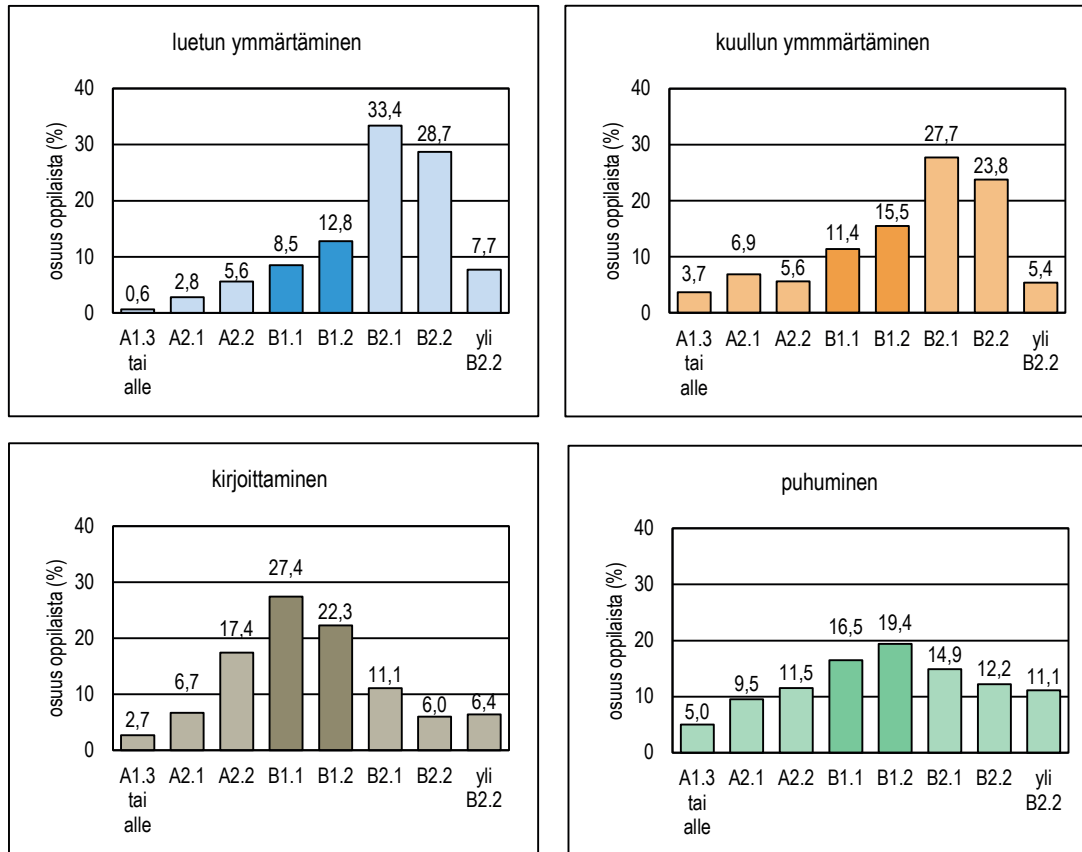 luetun ymmärtäminen
osuus oppilaista (%)
40
30
20
10
0
0,6
2,8
5,6
8,5
12,8
33,4
28,7
7,7
A1.3 A2.1 A2.2 B1.1 B1.2 B2.1 B2.2 yli
tai B2.2
alle
kuullun ymmmärtäminen
osuus oppilaista (%)
40
30
20
10
0
3,7
6,9
5,6
11,4
15,5
27,7
23,8
5,4
A1.3 A2.1 A2.2 B1.1 B1.2 B2.1 B2.2 yli
tai B2.2
alle
kirjoittaminen
osuus oppilaista (%)
40
30
20
10
0
2,7
6,7
17,4
27,4
22,3
11,1
6,0
6,4
A1.3 A2.1 A2.2 B1.1 B1.2 B2.1 B2.2 yli
tai B2.2
alle
puhuminen
osuus oppilaista (%)
40
30
20
10
0
5,0
9,5
11,5
16,5
19,4
14,9
12,2
11,1
A1.3 A2.1 A2.2 B1.1 B1.2 B2.1 B2.2 yli
tai B2.2
alle